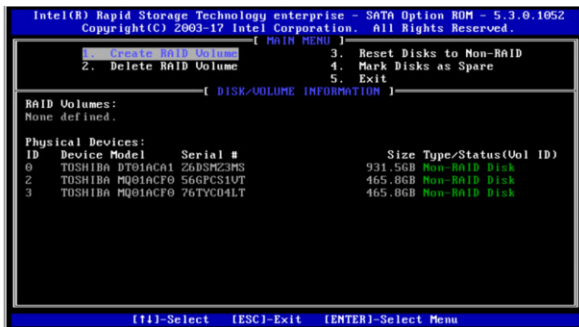 Intel(R) Rapid Storage Technology enterprise - SATA Option ROM - 5.3.0.1052
Copyright(C) 2003-17 Intel Corporation. All Rights Reserved.
[ MAIN MENU ]
1. Create RAID Volume 3. Reset Disks to Non-RAID
2. Delete RAID Volume 4. Mark Disks as Spare
5. Exit
[ DISK/VOLUME INFORMATION ]
RAID Volumes:
None defined.
Physical Devices:
ID Device Model Serial # Size Type/Status(Vol ID)
0 TOSHIBA DT01ACA1 Z6DSMZ3MS 931.5GB Non-RAID Disk
2 TOSHIBA MQ01ACF0 56GPCS1VT 465.8GB Non-RAID Disk
3 TOSHIBA MQ01ACF0 76TYCO4LT 465.8GB Non-RAID Disk
[↑↓]-Select [ESC]-Exit [ENTER]-Select Menu